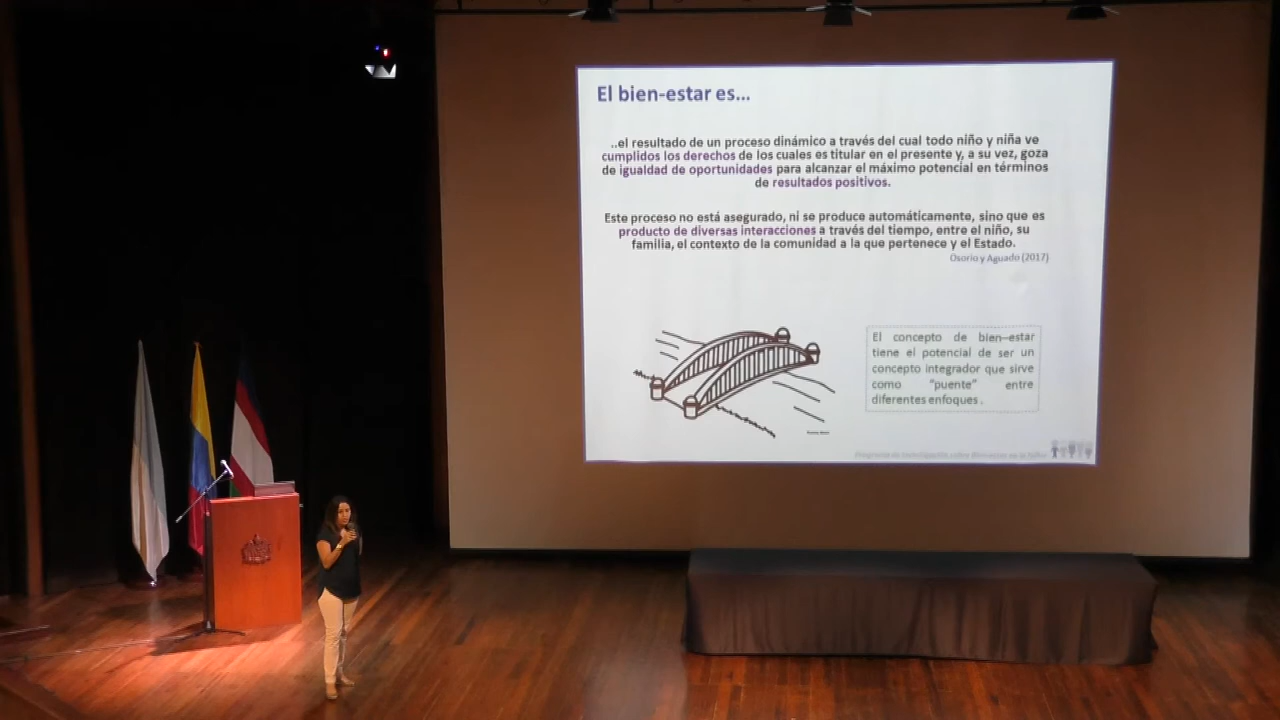 El bien-estar es...
..el resultado de un proceso dinámico a través del cual todo niño y niña ve
cumplidos los derechos de los cuales es titular en el presente y, a su vez, goza
de igualdad de oportunidades para alcanzar el máximo potencial en términos
de resultados positivos.
Este proceso no está asegurado, ni se produce automáticamente, sino que es
producto de diversas interacciones a través del tiempo, entre el niño, su
familia, el contexto de la comunidad a la que pertenece y el Estado.
Osorio y Aguado (2017)
El concepto de bien–estar
tiene el potencial de ser un
concepto integrador que sirve
como "puente" entre
diferentes enfoques.